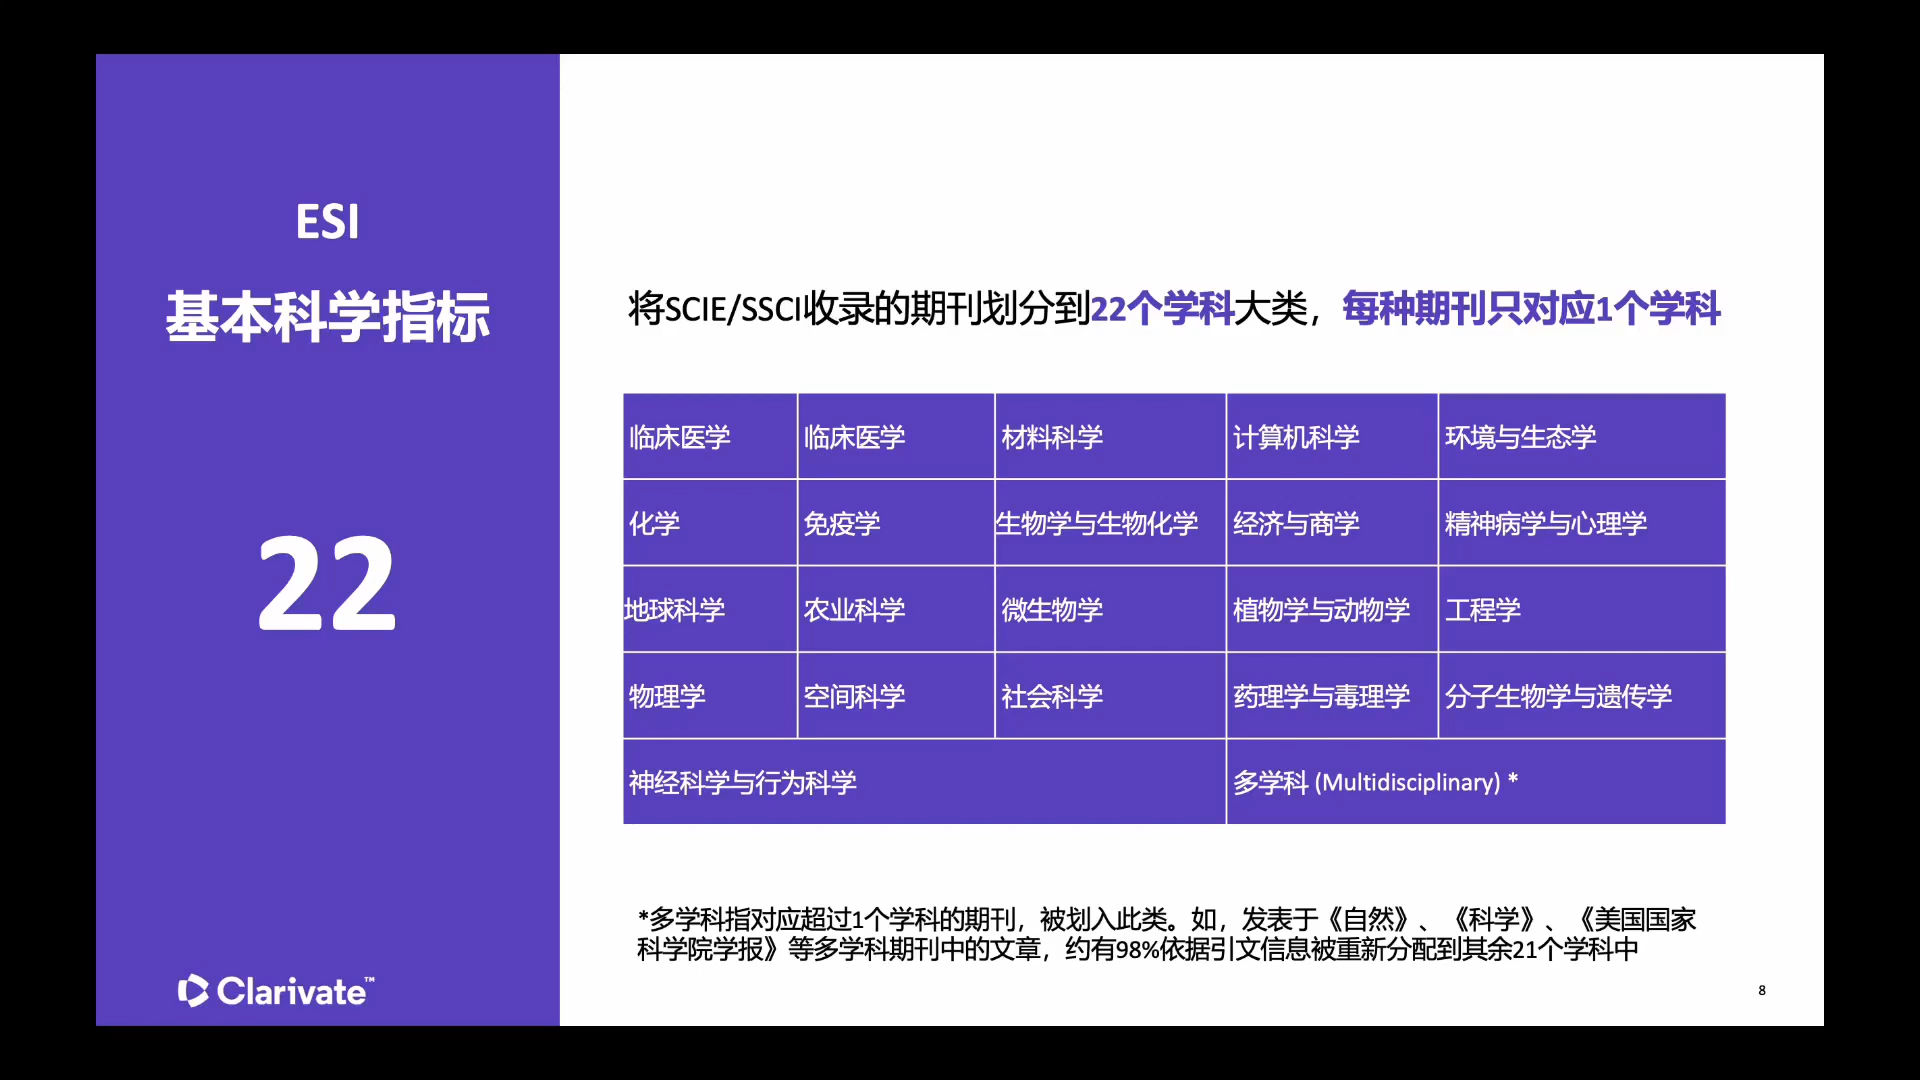 ESI
基本科学指标
22
Clarivate™
将SCIE/SSCI收录的期刊划分到22个学科大类，每种期刊只对应1个学科
临床医学 临床医学 材料科学 计算机科学 环境与生态学
化学 免疫学 生物学与生物化学 经济与商学 精神病学与心理学
地球科学 农业科学 微生物学 植物学与动物学 工程学
物理学 空间科学 社会科学 药理学与毒理学 分子生物学与遗传学
神经科学与行为科学 多学科 (Multidisciplinary) *
*多学科指对应超过1个学科的期刊，被划入此类。如，发表于《自然》、《科学》、《美国国家
科学院学报》等多学科期刊中的文章，约有98%依据引文信息被重新分配到其余21个学科中
8